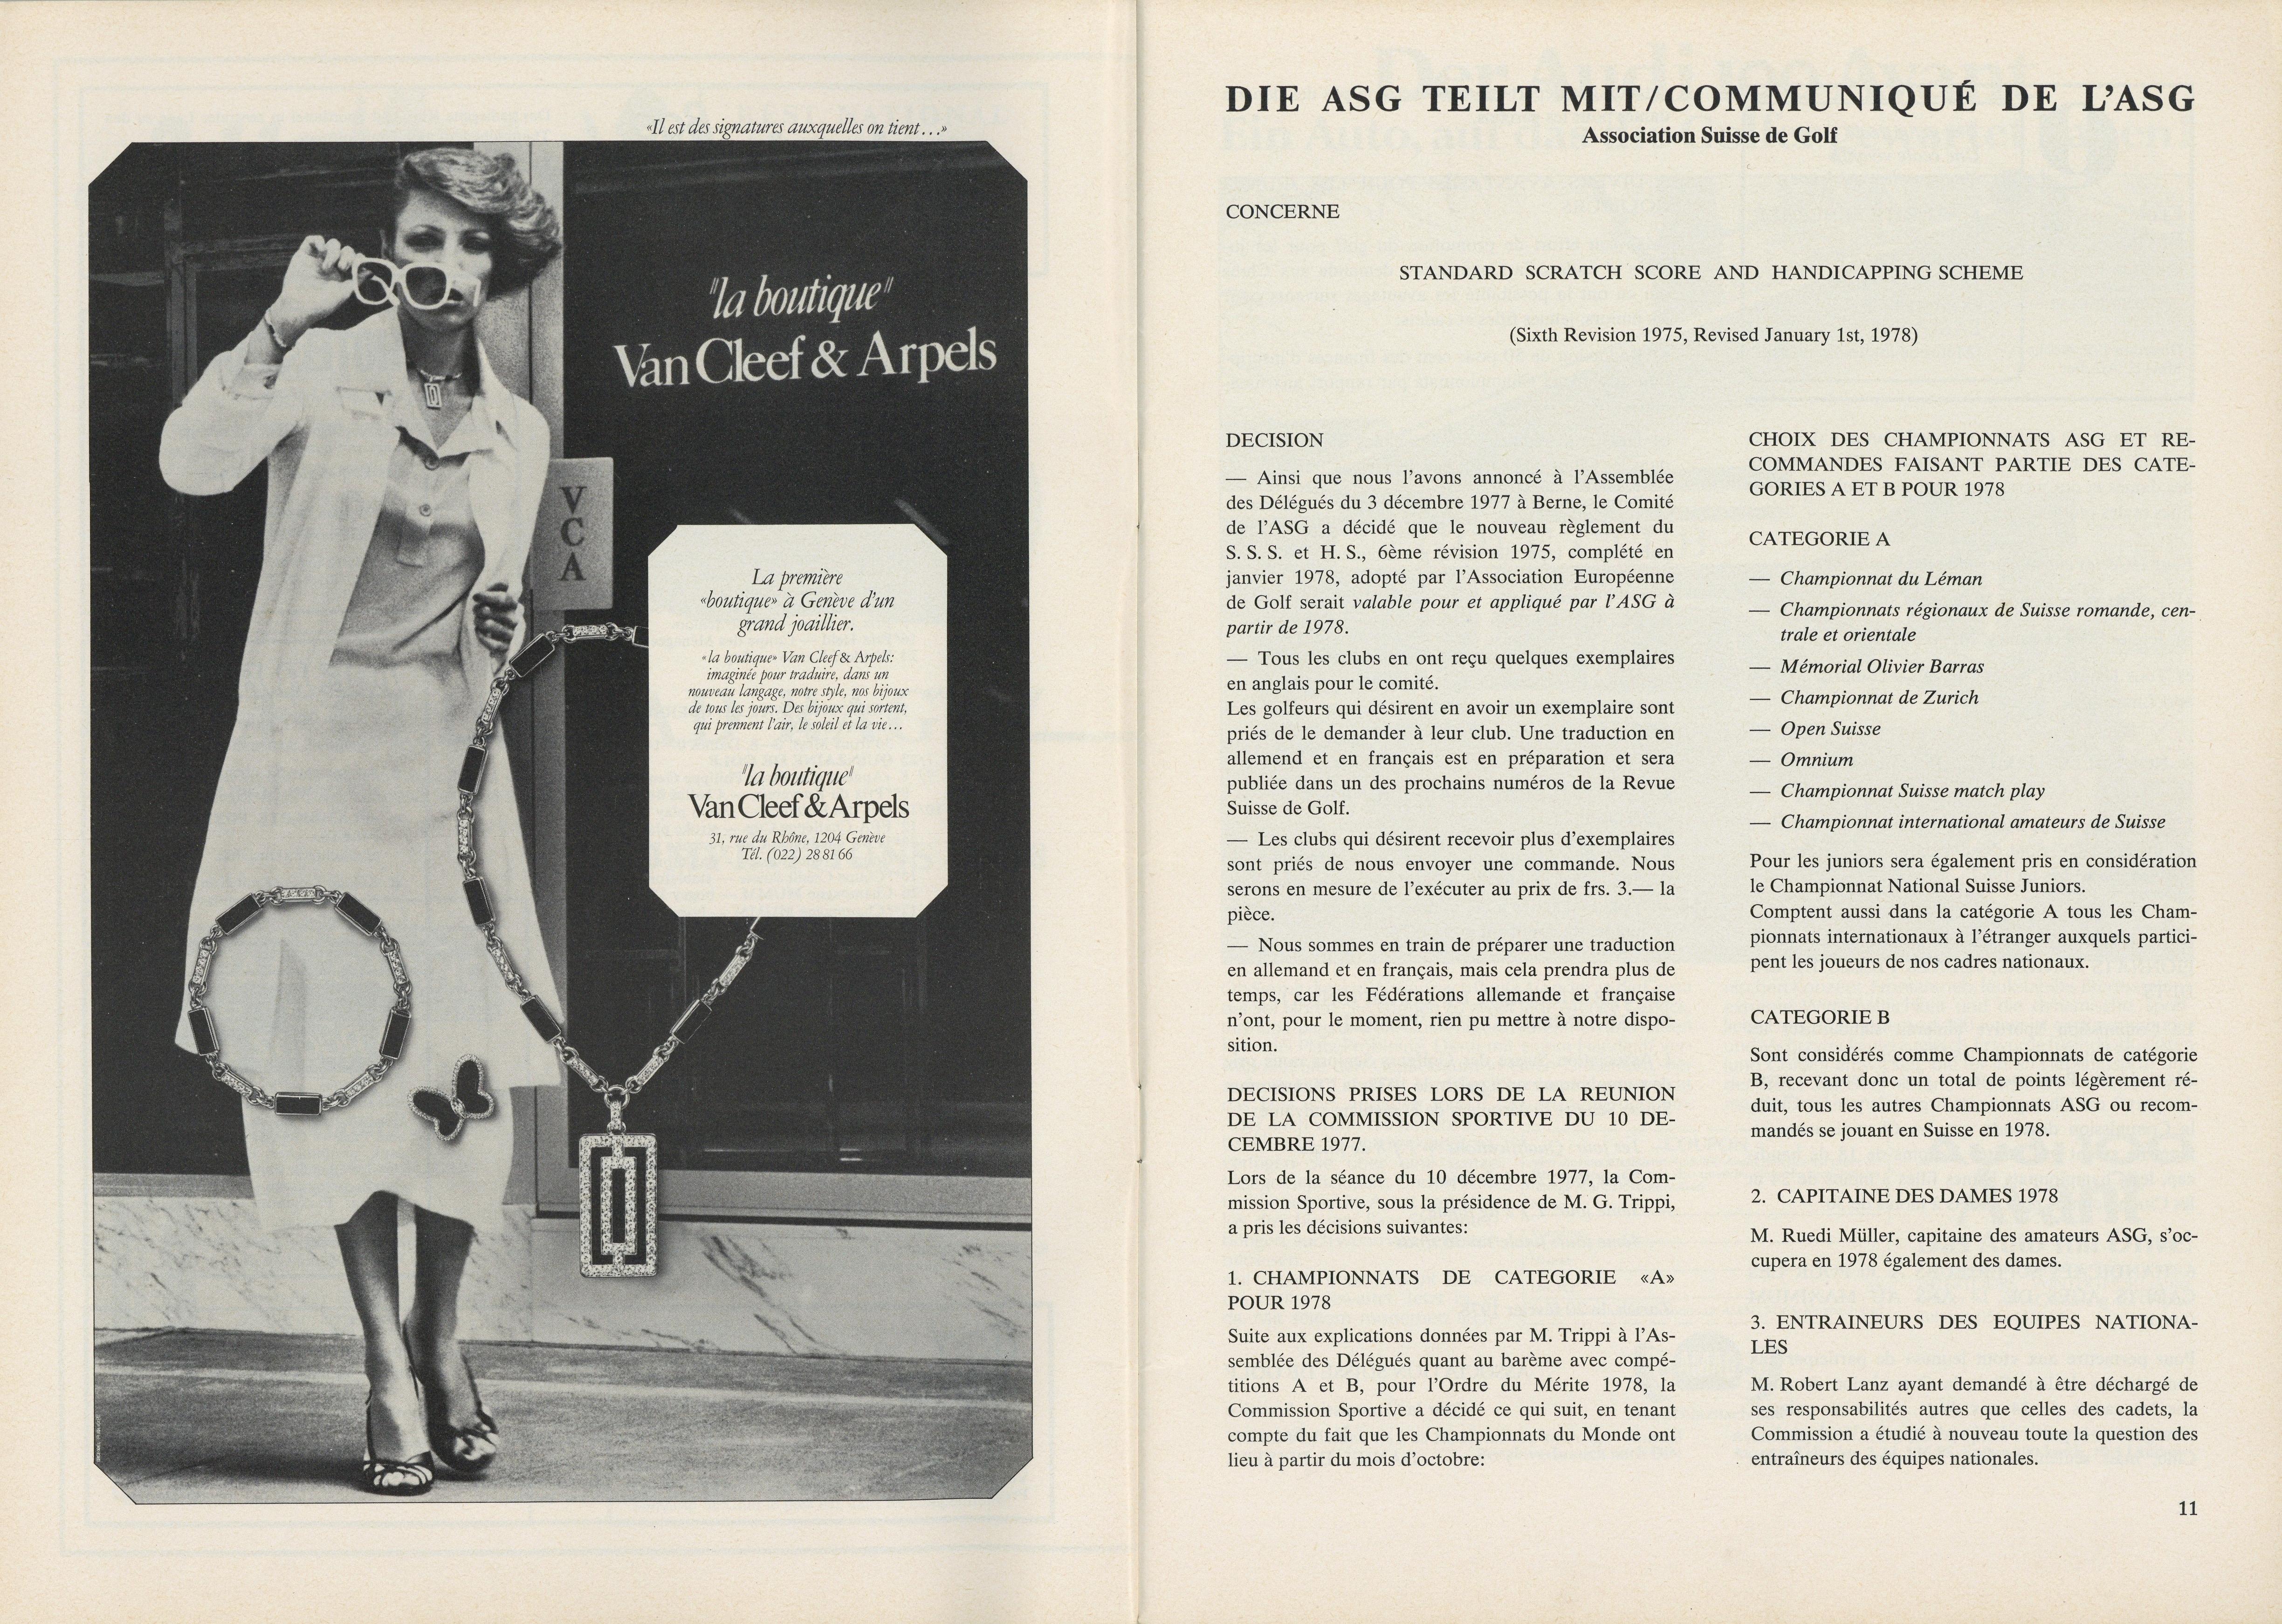 «Il est des signatures auxquelles on tient...»
"la boutique"
Van Cleef & Arpels
V
C
A
La première
«boutique» à Genève d'un
grand joaillier.
«la boutique» Van Cleef & Arpels:
imaginée pour traduire, dans un
nouveau langage, notre style, nos bijoux
de tous les jours. Des bijoux qui sortent,
qui prennent l'air, le soleil et la vie...
"la boutique"
Van Cleef & Arpels
31, rue du Rhône, 1204 Genève
Tél. (022) 28 81 66
DIE ASG TEILT MIT/COMMUNIQUÉ DE L'ASG
Association Suisse de Golf
CONCERNE
STANDARD SCRATCH SCORE AND HANDICAPPING SCHEME
(Sixth Revision 1975, Revised January 1st, 1978)
DECISION
— Ainsi que nous l'avons annoncé à l'Assemblée
des Délégués du 3 décembre 1977 à Berne, le Comité
de l'ASG a décidé que le nouveau règlement du
S. S. S. et H. S., 6ème révision 1975, complété en
janvier 1978, adopté par l'Association Européenne
de Golf serait valable pour et appliqué par l'ASG à
partir de 1978.
— Tous les clubs en ont reçu quelques exemplaires
en anglais pour le comité.
Les golfeurs qui désirent en avoir un exemplaire sont
priés de le demander à leur club. Une traduction en
allemand et en français est en préparation et sera
publiée dans un des prochains numéros de la Revue
Suisse de Golf.
— Les clubs qui désirent recevoir plus d'exemplaires
sont priés de nous envoyer une commande. Nous
serons en mesure de l'exécuter au prix de frs. 3.— la
pièce.
— Nous sommes en train de préparer une traduction
en allemand et en français, mais cela prendra plus de
temps, car les Fédérations allemande et française
n'ont, pour le moment, rien pu mettre à notre dispo-
sition.
DECISIONS PRISES LORS DE LA REUNION
DE LA COMMISSION SPORTIVE DU 10 DE-
CEMBRE 1977.
Lors de la séance du 10 décembre 1977, la Com-
mission Sportive, sous la présidence de M. G. Trippi,
a pris les décisions suivantes:
1. CHAMPIONNATS DE CATEGORIE «A»
POUR 1978
Suite aux explications données par M. Trippi à l'As-
semblée des Délégués quant au barème avec compé-
titions A et B, pour l'Ordre du Mérite 1978, la
Commission Sportive a décidé ce qui suit, en tenant
compte du fait que les Championnats du Monde ont
lieu à partir du mois d'octobre:
CHOIX DES CHAMPIONNATS ASG ET RE-
COMMANDES FAISANT PARTIE DES CATE-
GORIES A ET B POUR 1978
CATEGORIE A
— Championnat du Léman
— Championnats régionaux de Suisse romande, cen-
trale et orientale
— Mémorial Olivier Barras
— Championnat de Zurich
— Open Suisse
— Omnium
— Championnat Suisse match play
— Championnat international amateurs de Suisse
Pour les juniors sera également pris en considération
le Championnat National Suisse Juniors.
Comptent aussi dans la catégorie A tous les Cham-
pionnats internationaux à l'étranger auxquels partici-
pent les joueurs de nos cadres nationaux.
CATEGORIE B
Sont considérés comme Championnats de catégorie
B, recevant donc un total de points légèrement ré-
duit, tous les autres Championnats ASG ou recom-
mandés se jouant en Suisse en 1978.
2. CAPITAINE DES DAMES 1978
M. Ruedi Müller, capitaine des amateurs ASG, s'oc-
cupera en 1978 également des dames.
3. ENTRAINEURS DES EQUIPES NATIONA-
LES
M. Robert Lanz ayant demandé à être déchargé de
ses responsabilités autres que celles des cadets, la
Commission a étudié à nouveau toute la question des
entraîneurs des équipes nationales.
11